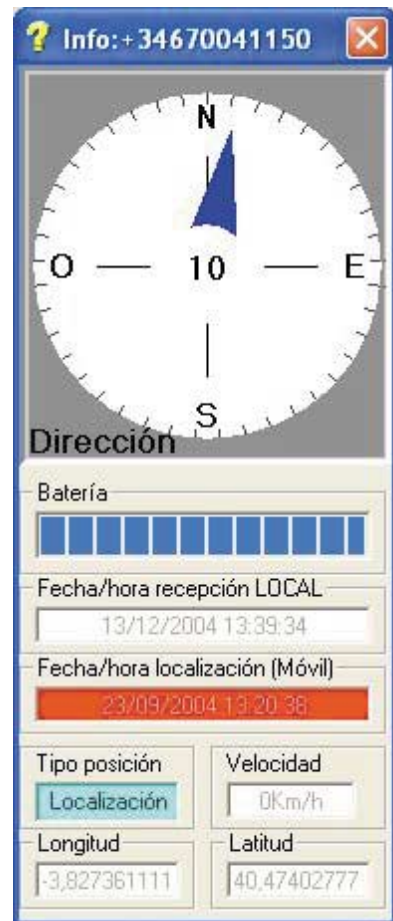 Info:+34670041150
N
O 10 E
S
Dirección
Batería
Fecha/hora recepción LOCAL
13/12/2004 13:39:34
Fecha/hora localización (Móvil)
23/09/2004 13:20:38
Tipo posición Velocidad
Localización 0Km/h
Longitud Latitud
-3,827361111 40,47402777